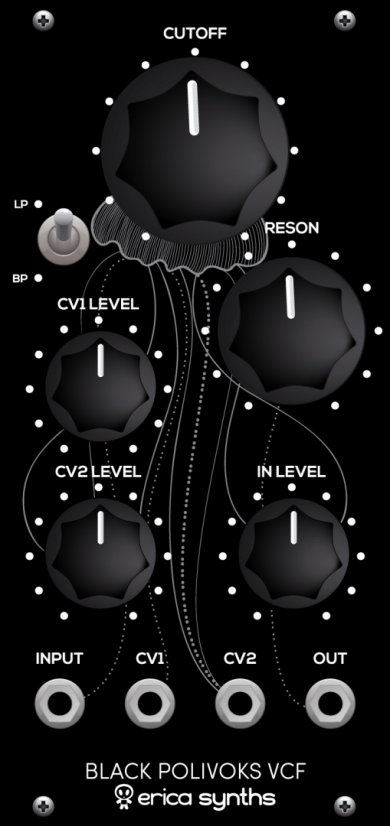 CUTOFF
LP
RESON
BP
CV1 LEVEL
CV2 LEVEL
IN LEVEL
INPUT
CV1
CV2
OUT
BLACK POLIVOKS VCF
erica synths